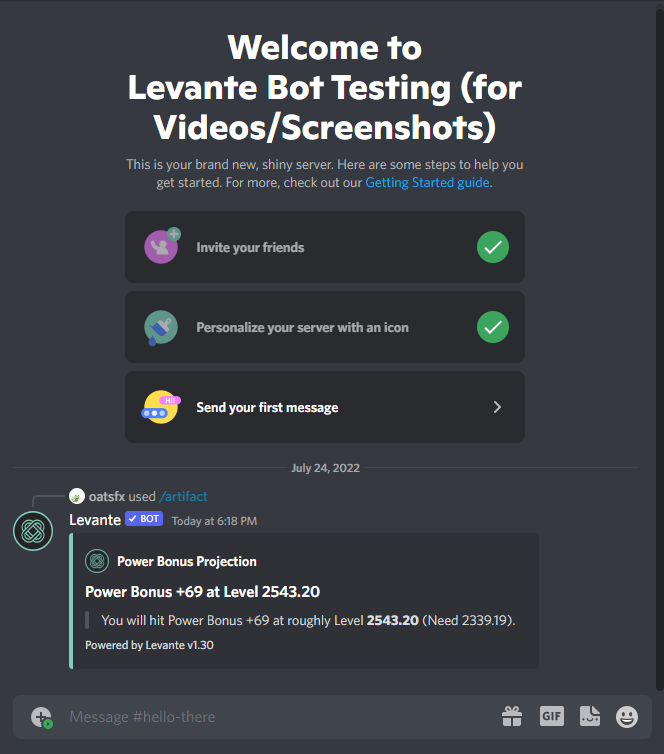 Welcome to
Levante Bot Testing (for
Videos/Screenshots)
This is your brand new, shiny server. Here are some steps to help you
get started. For more, check out our Getting Started guide.
Invite your friends
Personalize your server with an icon
Hi!
Send your first message
July 24, 2022
oatsfx used /artifact
Levante BOT Today at 6:18 PM
Power Bonus Projection
Power Bonus +69 at Level 2543.20
You will hit Power Bonus +69 at roughly Level 2543.20 (Need 2339.19).
Powered by Levante v1.30
Message #hello-there GIF